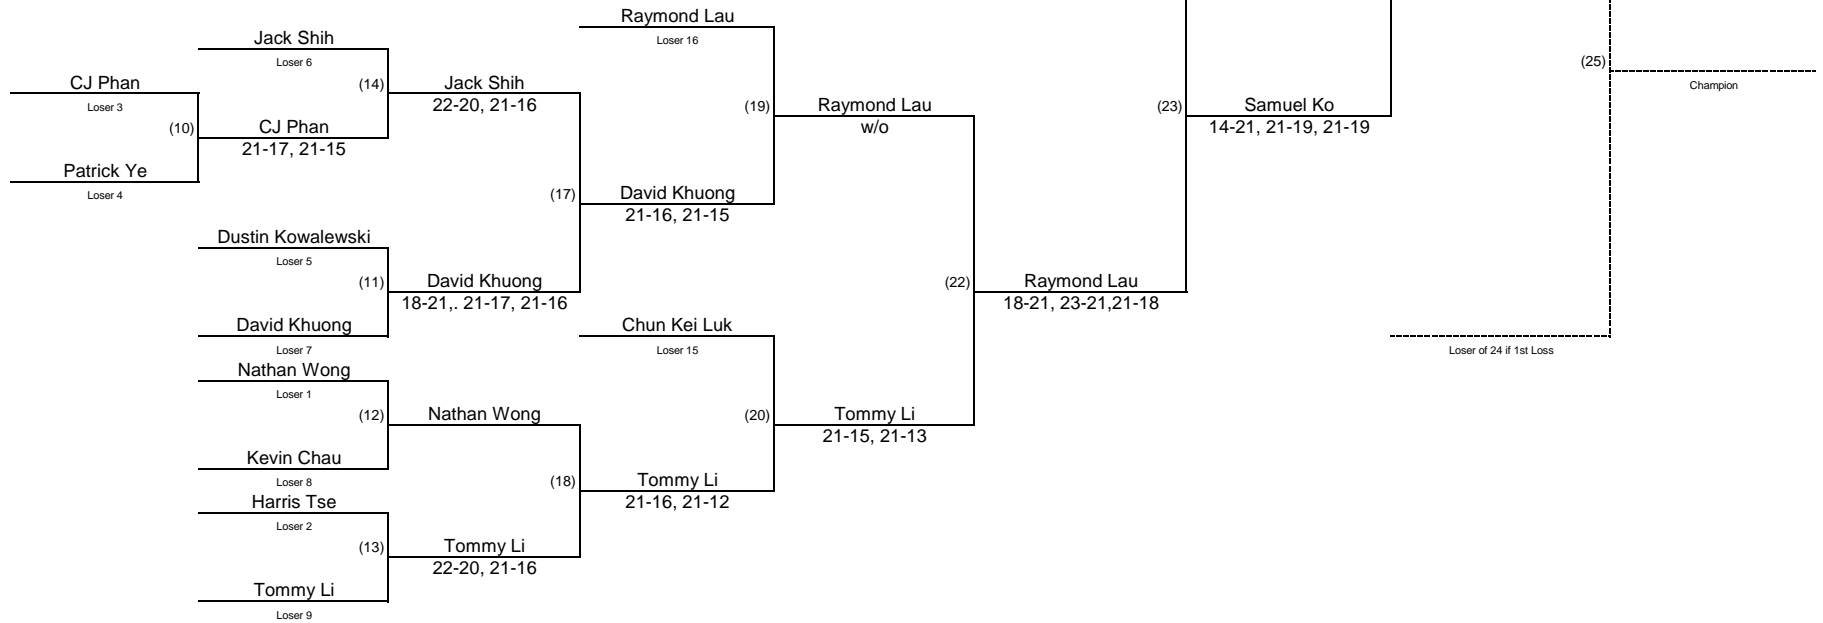 Raymond Lau
Loser 16
Jack Shih
Loser 6
(25)
CJ Phan
Loser 3
(14)
Jack Shih
22-20, 21-16
Champion
(19)
Raymond Lau
w/o
(23)
Samuel Ko
14-21, 21-19, 21-19
(10)
CJ Phan
21-17, 21-15
Patrick Ye
Loser 4
(17)
David Khuong
21-16, 21-15
Dustin Kowalewski
Loser 5
(11)
David Khuong
18-21,. 21-17, 21-16
(22)
Raymond Lau
18-21, 23-21,21-18
David Khuong
Loser 7
Chun Kei Luk
Loser 15
Loser of 24 if 1st Loss
Nathan Wong
Loser 1
(12)
Nathan Wong
(20)
Tommy Li
21-15, 21-13
Kevin Chau
Loser 8
(18)
Tommy Li
21-16, 21-12
Harris Tse
Loser 2
(13)
Tommy Li
22-20, 21-16
Tommy Li
Loser 9